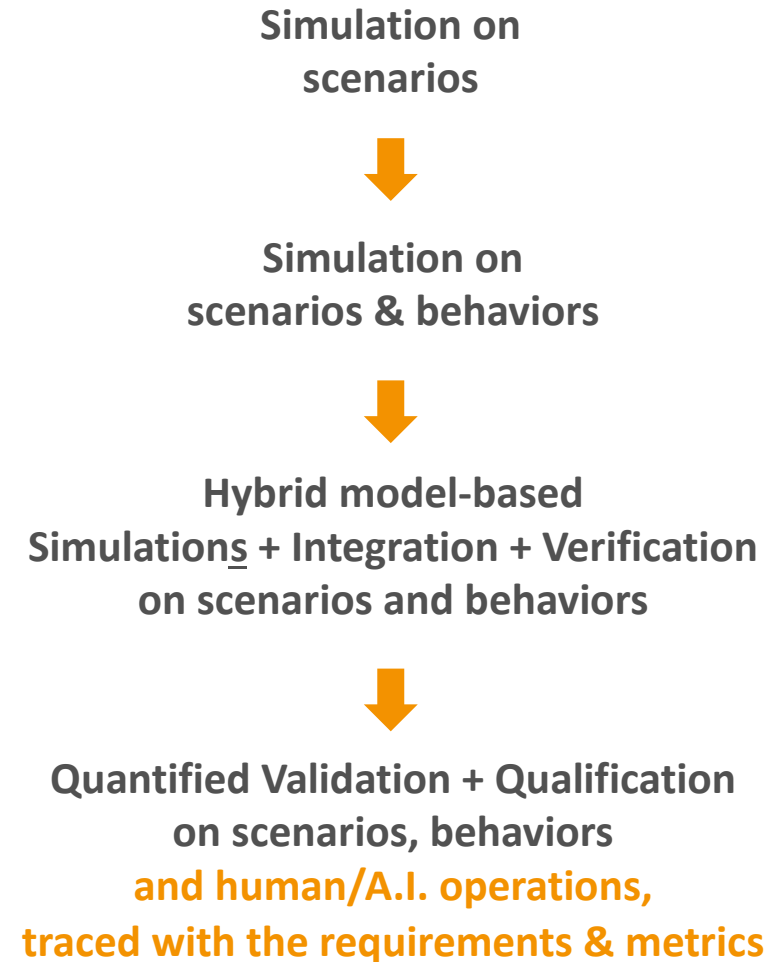 Simulation on
scenarios
Simulation on
scenarios & behaviors
Hybrid model-based
Simulations + Integration + Verification
on scenarios and behaviors
Quantified Validation + Qualification
on scenarios, behaviors
and human/A.I. operations,
traced with the requirements & metrics